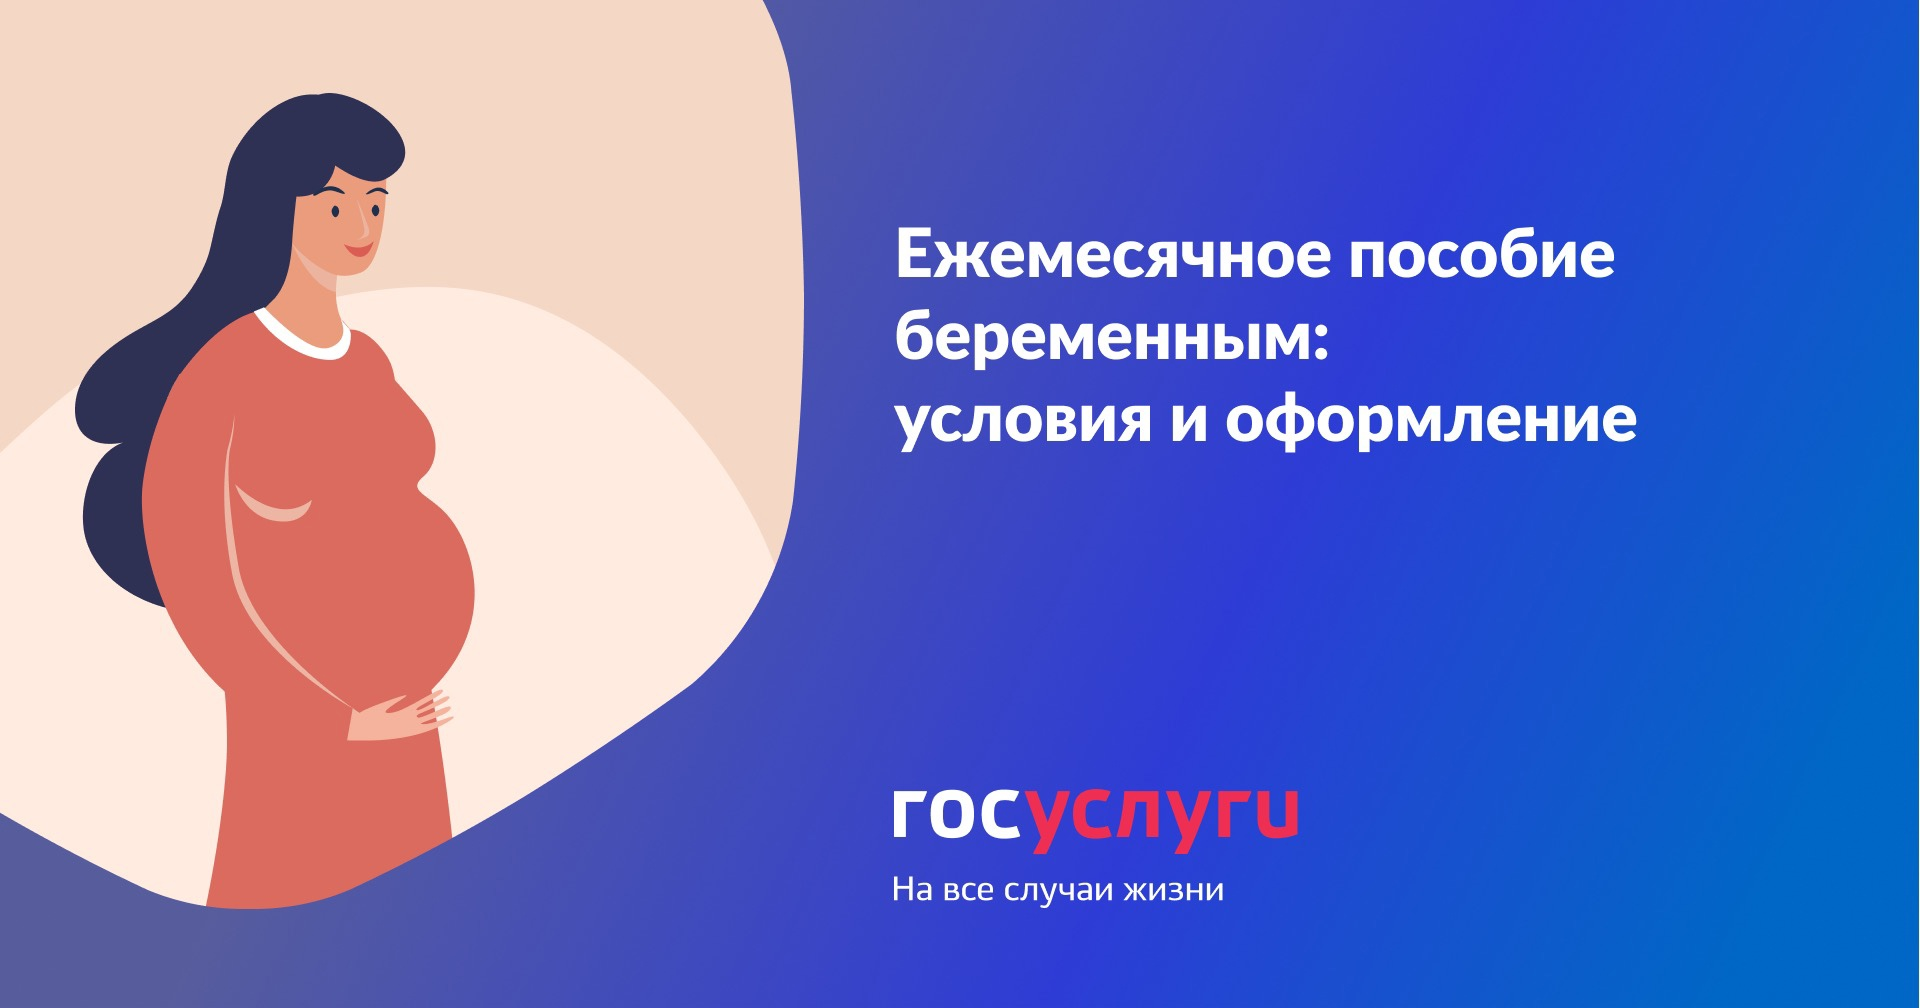 Ежемесячное пособие
беременным:
условия и оформление
госуслуги
На все случаи жизни